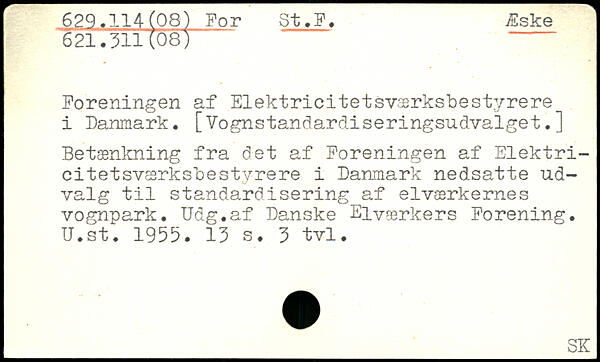 629.114(08) For St.F. Æske
621.311(08)
Foreningen af Elektricitetsværksbestyrere
i Danmark. [Vognstandardiseringsudvalget.]
Betænkning fra det af Foreningen af Elektri-
citetsværksbestyrere i Danmark nedsatte ud-
valg til standardisering af elværkernes
vognpark. Udg.af Danske Elværkers Forening.
U.st. 1955. 13 s. 3 tvl.
SK